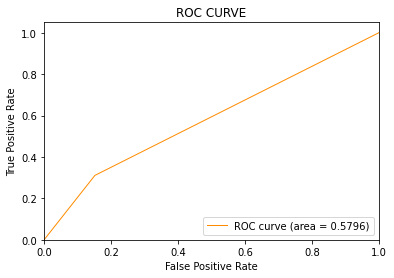 ROC CURVE
1.0
0.8
0.6
0.4
0.2
0.0
True Positive Rate
ROC curve (area = 0.5796)
0.0 0.2 0.4 0.6 0.8 1.0
False Positive Rate